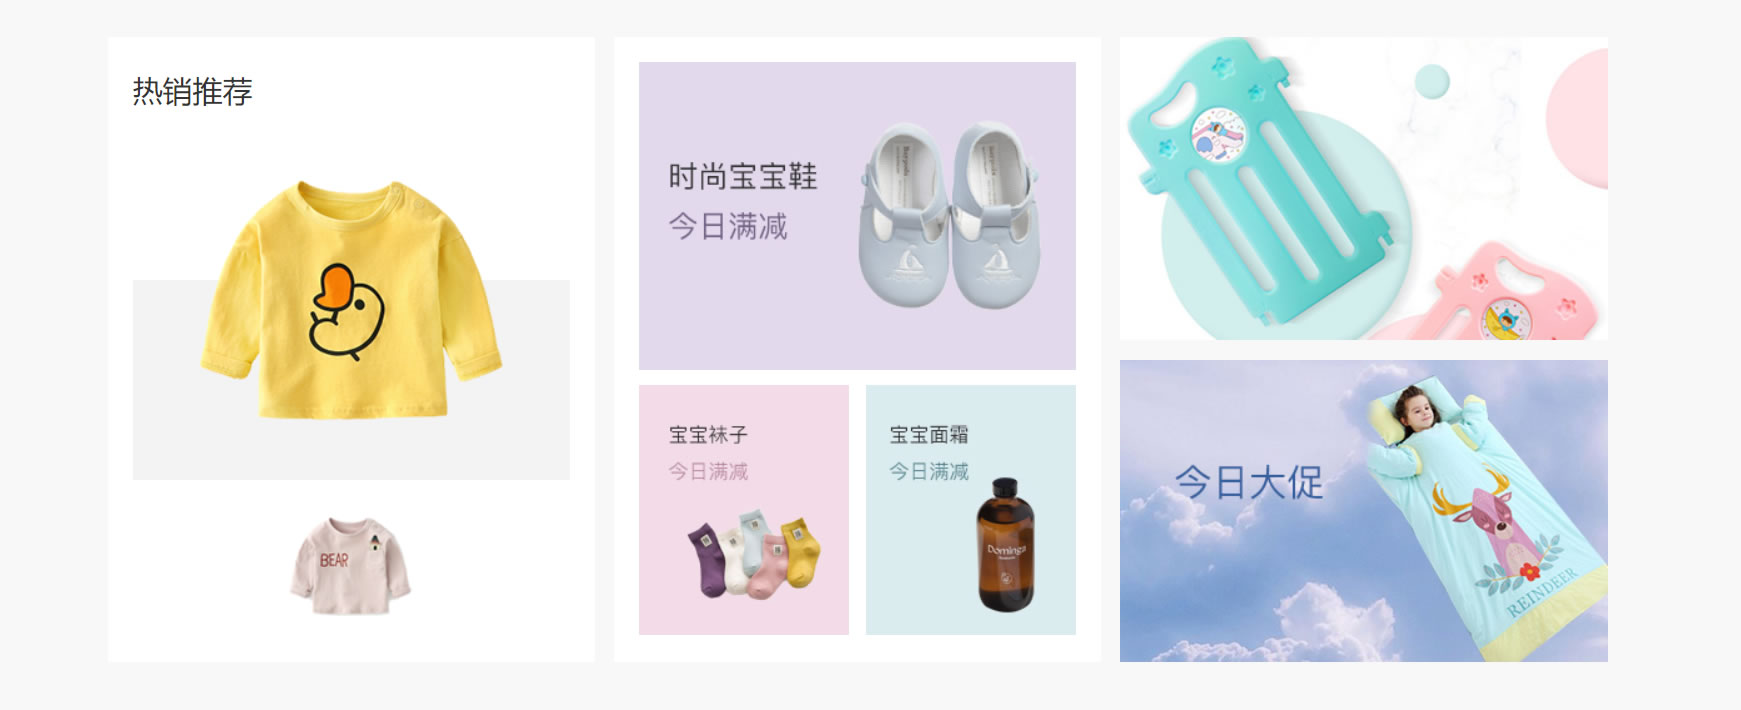 热销推荐
BEAR
时尚宝宝鞋
今日满减
宝宝袜子
今日满减
宝宝面霜
今日满减
Dominga
今日大促
REINDEER